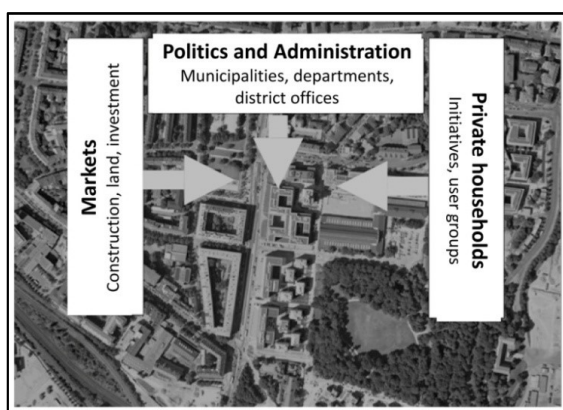 Politics and Administration
Municipalities, departments,
district offices
Markets
Construction, land, investment
Private households
Initiatives, user groups